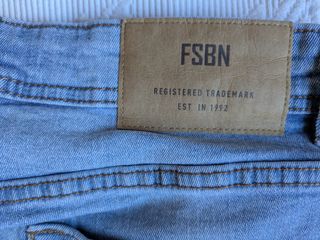 FSBN
REGISTERED TRADEMARK
EST IN 1992